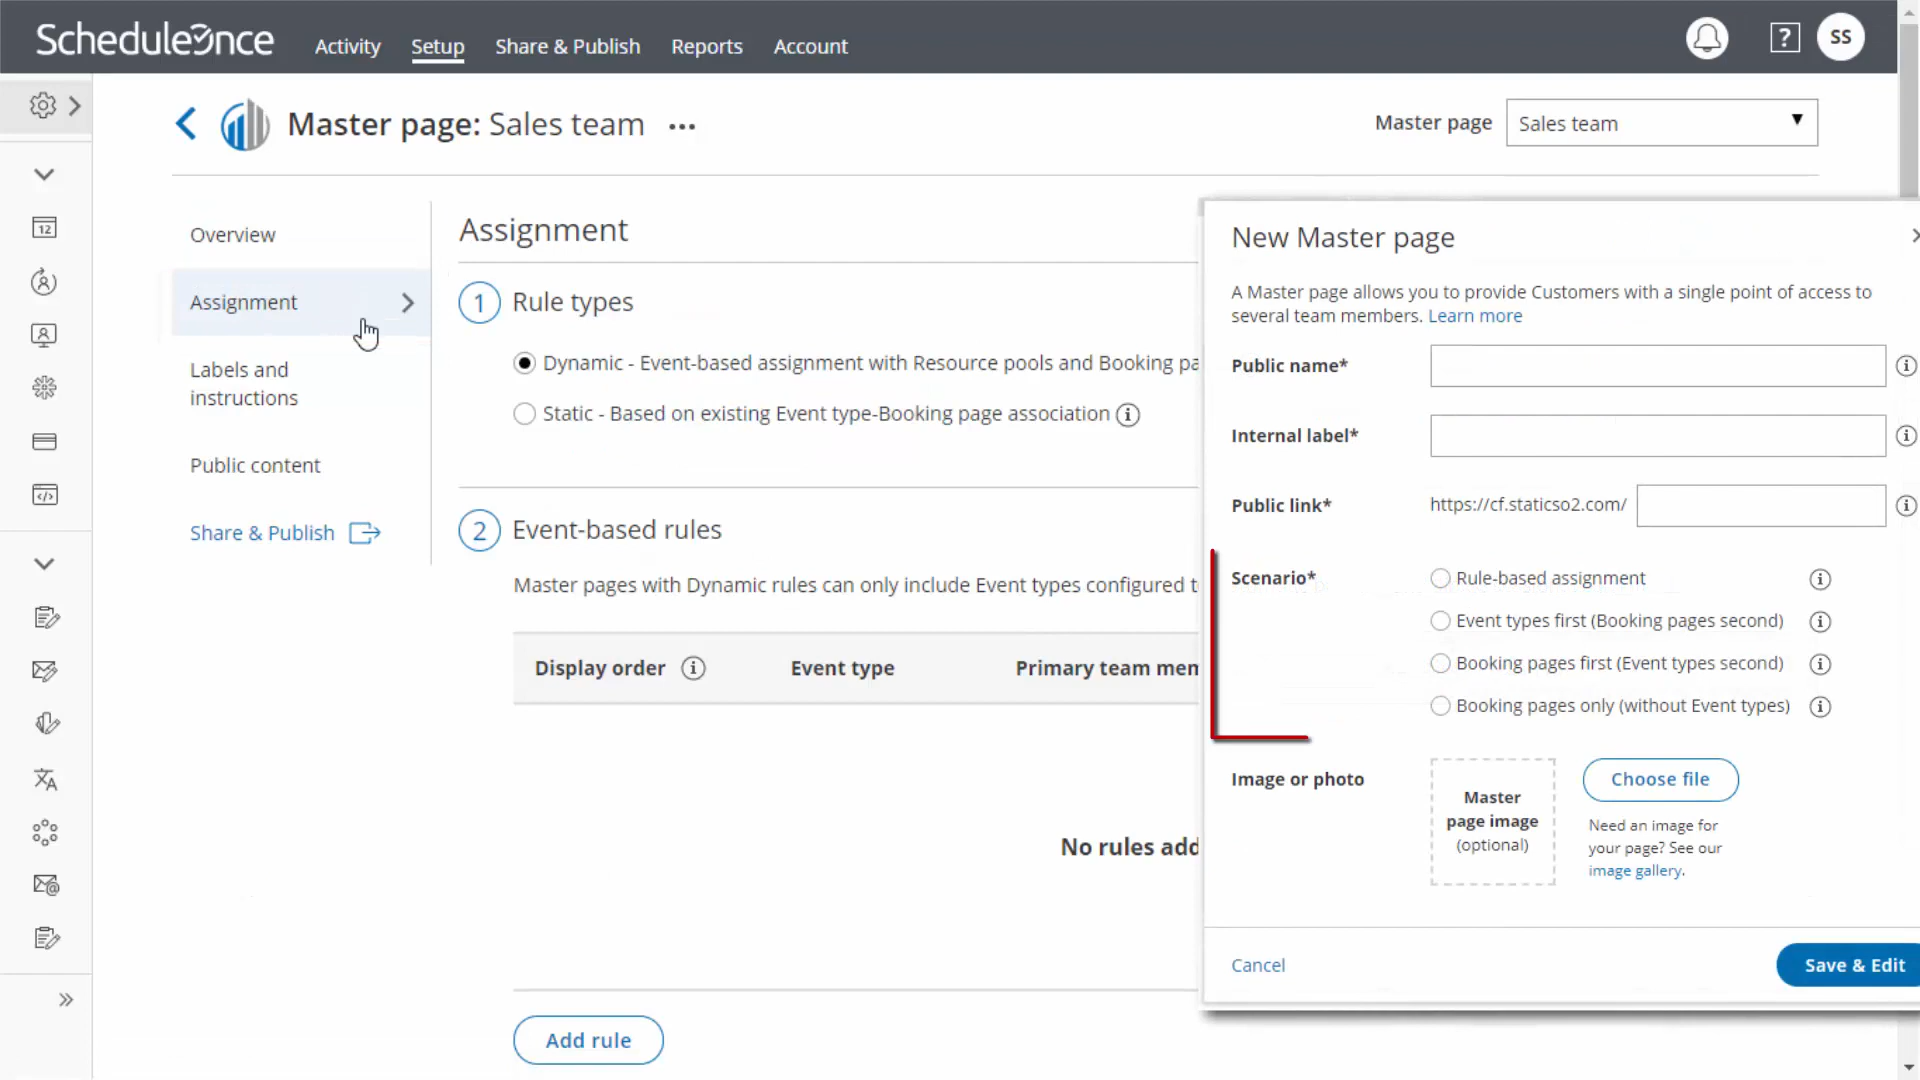 ScheduleOnce
Activity
Setup
Share & Publish
Reports
Account
?
SS
Master page: Sales team
...
Master page
Sales team
12
Overview
Assignment
Labels and
instructions
Public content
Share & Publish
Assignment
1 Rule types
Dynamic - Event-based assignment with Resource pools and Booking pa
Static - Based on existing Event type-Booking page association
2 Event-based rules
Master pages with Dynamic rules can only include Event types configured t
Display order
Event type
Primary team mem
No rules add
Add rule
New Master page
A Master page allows you to provide Customers with a single point of access to
several team members. Learn more
Public name*
Internal label*
Public link*
https://cf.staticso2.com/
Scenario*
Rule-based assignment
Event types first (Booking pages second)
Booking pages first (Event types second)
Booking pages only (without Event types)
Image or photo
Master
page image
(optional)
Choose file
Need an image for
your page? See our
image gallery.
Cancel
Save & Edit